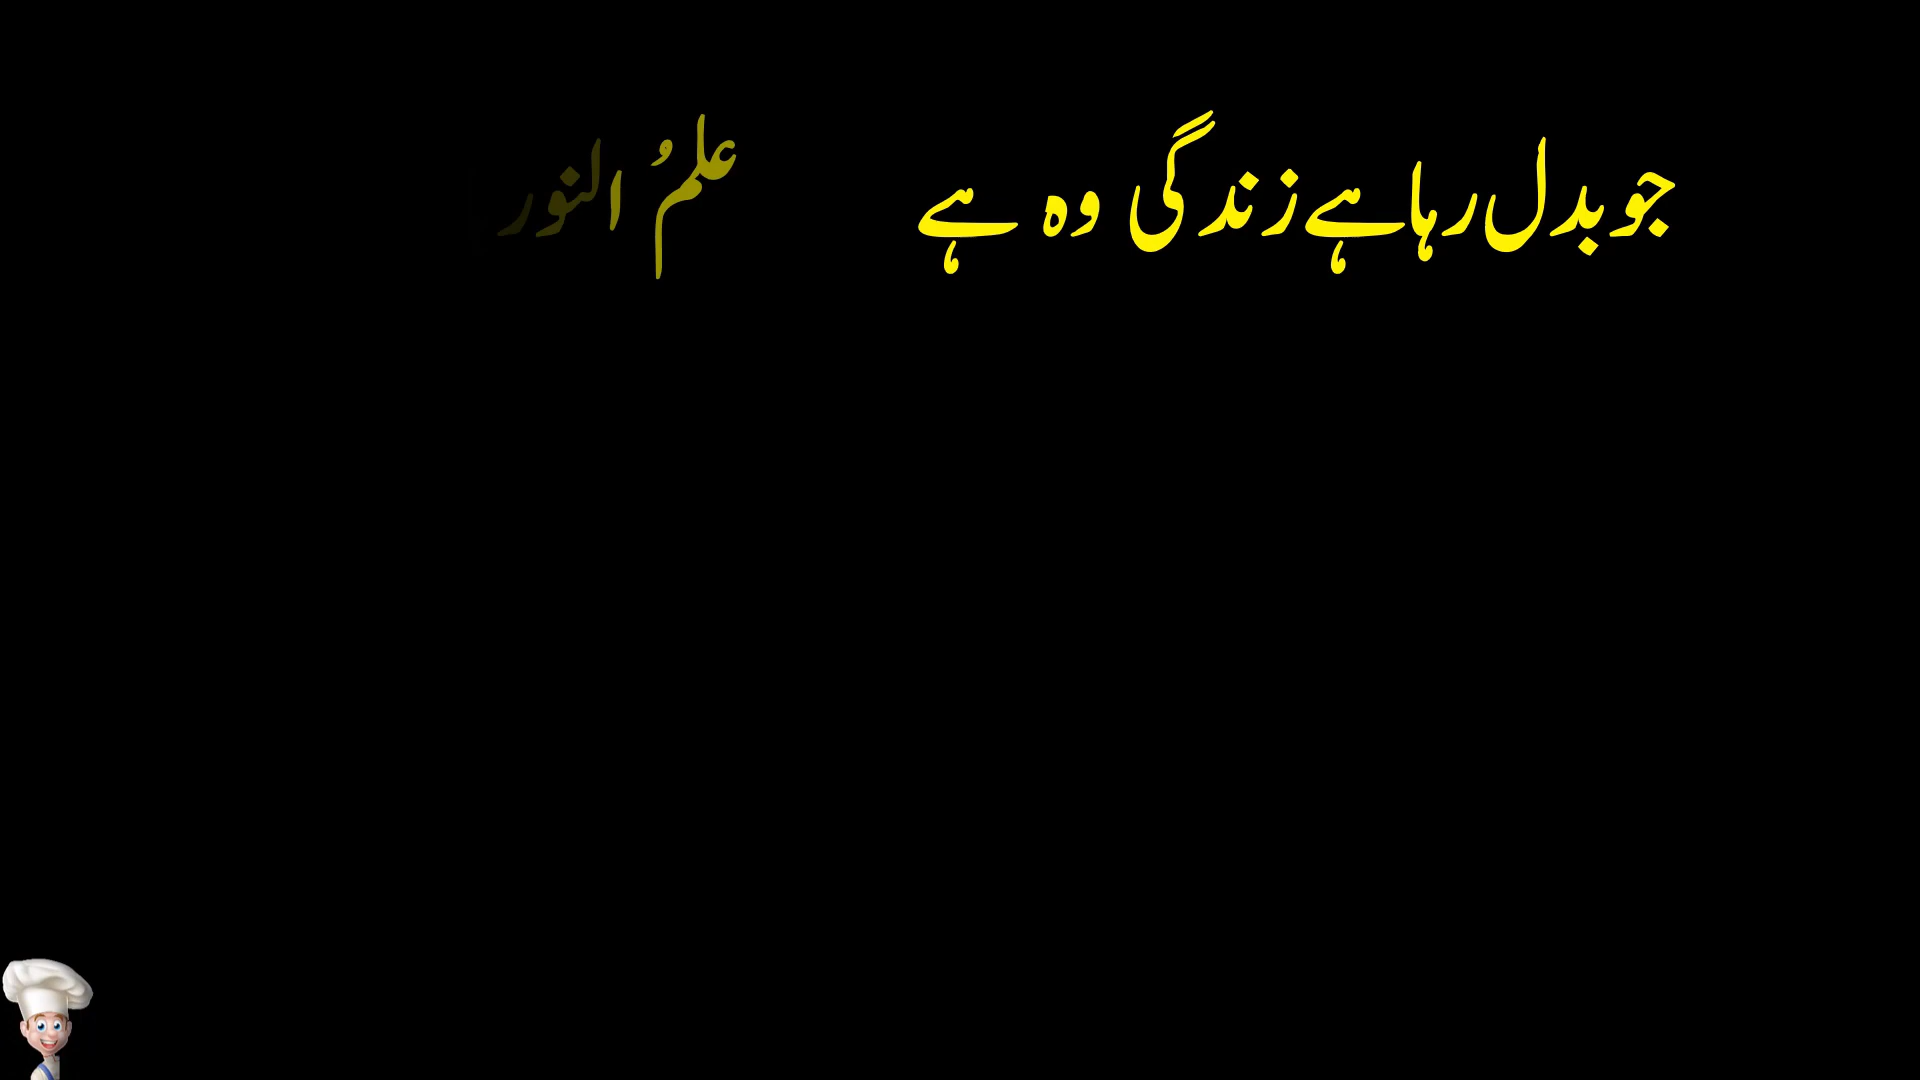 جو بدل رہا ہے زندگی وہ ہے علمُ النور